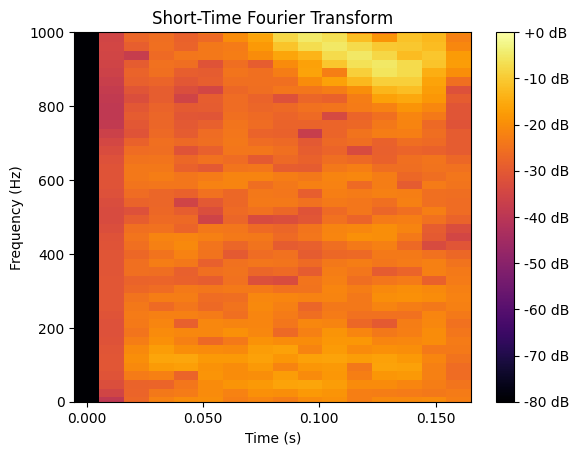 Short-Time Fourier Transform
1000
800
600
400
200
0
Frequency (Hz)
0.000
0.050
0.100
0.150
Time (s)
+0 dB
-10 dB
-20 dB
-30 dB
-40 dB
-50 dB
-60 dB
-70 dB
-80 dB